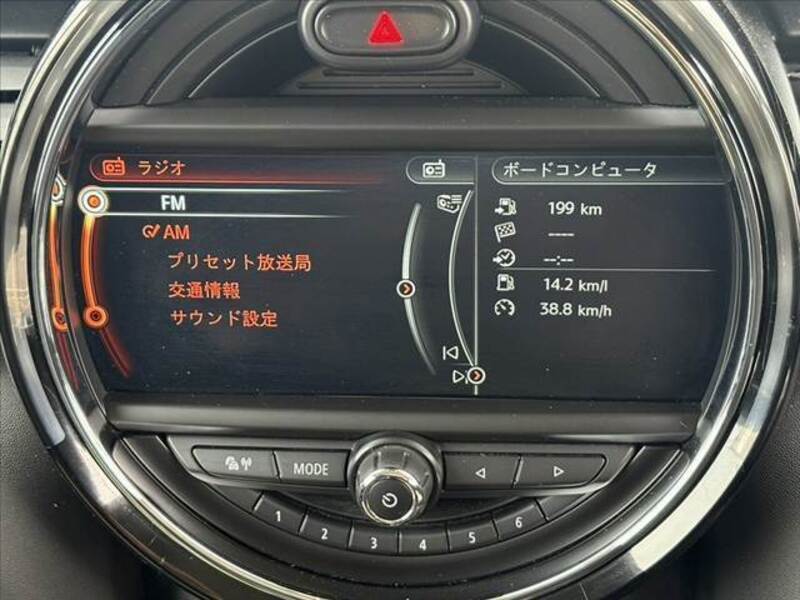 ラジオ
FM
AM
プリセット放送局
交通情報
サウンド設定
ボードコンピュータ
199 km
----
--:--
14.2 km/l
38.8 km/h
MODE
1 2 3 4 5 6